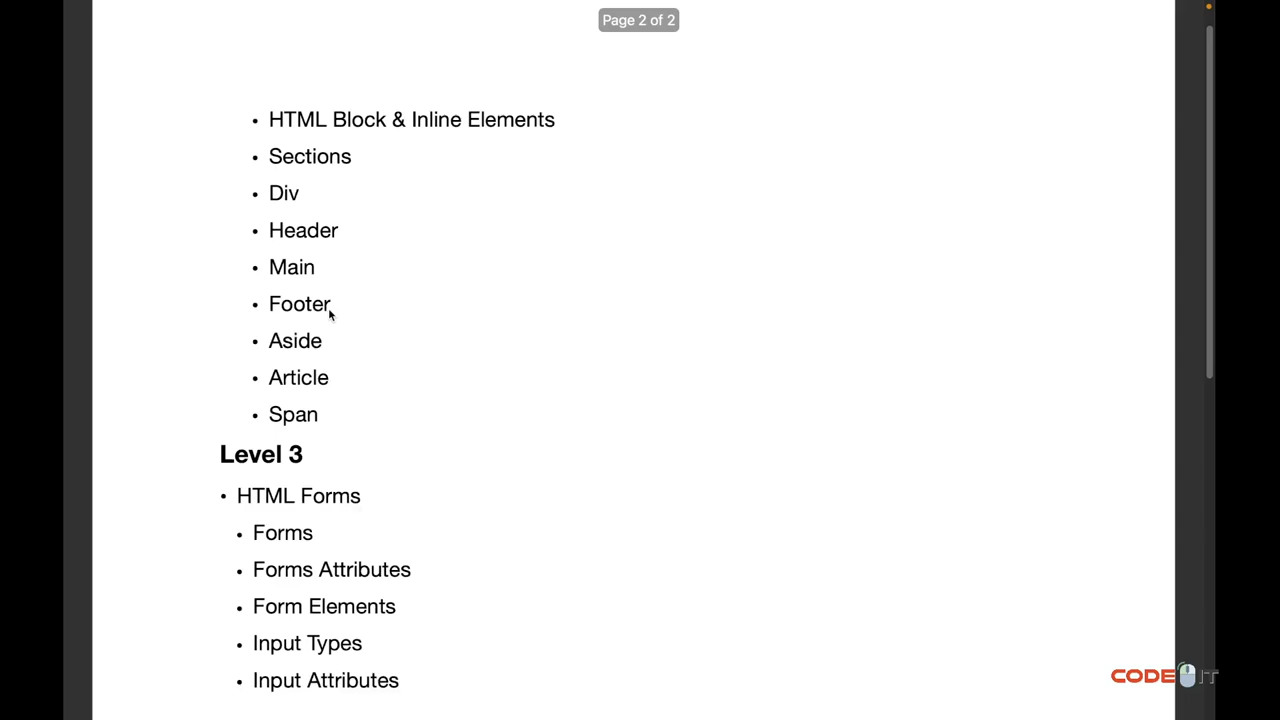 Page 2 of 2
• HTML Block & Inline Elements
• Sections
• Div
• Header
• Main
• Footer
• Aside
• Article
• Span
Level 3
• HTML Forms
• Forms
• Forms Attributes
• Form Elements
• Input Types
• Input Attributes
CODE IT